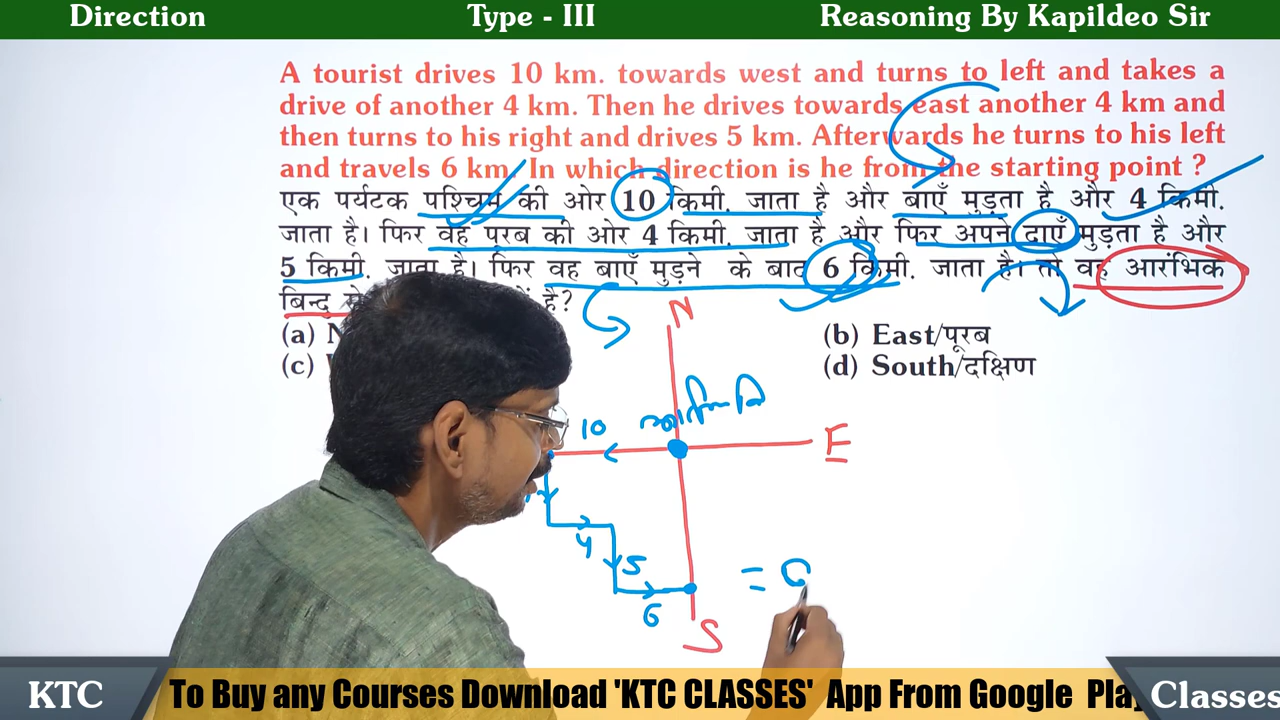 Direction Type - III Reasoning By Kapildeo Sir
A tourist drives 10 km. towards west and turns to left and takes a
drive of another 4 km. Then he drives towards east another 4 km and
then turns to his right and drives 5 km. Afterwards he turns to his left
and travels 6 km. In which direction is he from the starting point ?
एक पर्यटक पश्चिम की ओर 10 किमी. जाता है और बाएँ मुड़ता है और 4 किमी.
जाता है। फिर वह पूरब की ओर 4 किमी. जाता है और फिर अपने दाएँ मुड़ता है और
5 किमी. जाता है। फिर वह बाएँ मुड़ने के बाद 6 किमी. जाता है। तो वह आरंभिक
बिन्दु में है?
(a) N (b) East/पूरब
(c) (d) South/दक्षिण
N
10
E
4
5
6
=
S
KTC To Buy any Courses Download 'KTC CLASSES' App From Google Play Classes